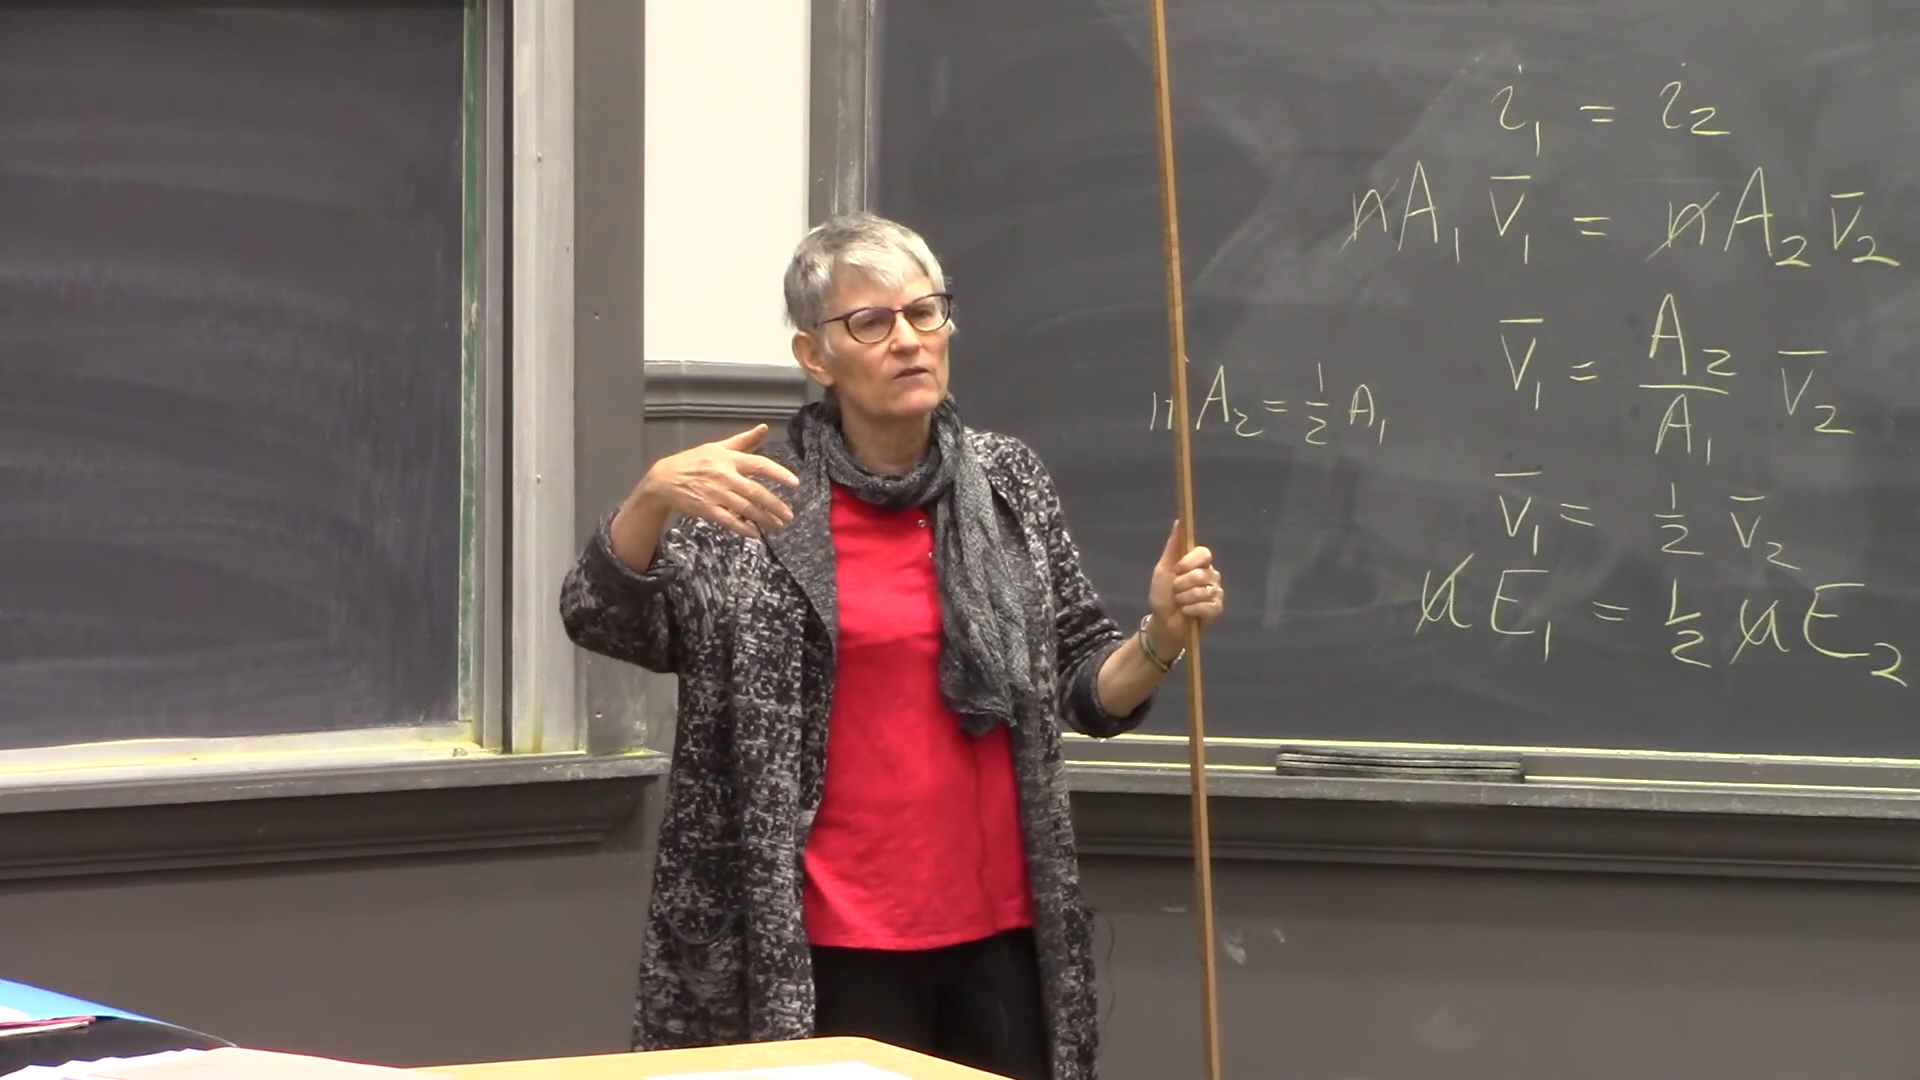 i₁ = i₂
nA₁ v̄₁ = nA₂ v̄₂
v̄₁ = A₂/A₁ v̄₂
if A₂ = 1/2 A₁
v̄₁ = 1/2 v̄₂
uE₁ = 1/2 uE₂